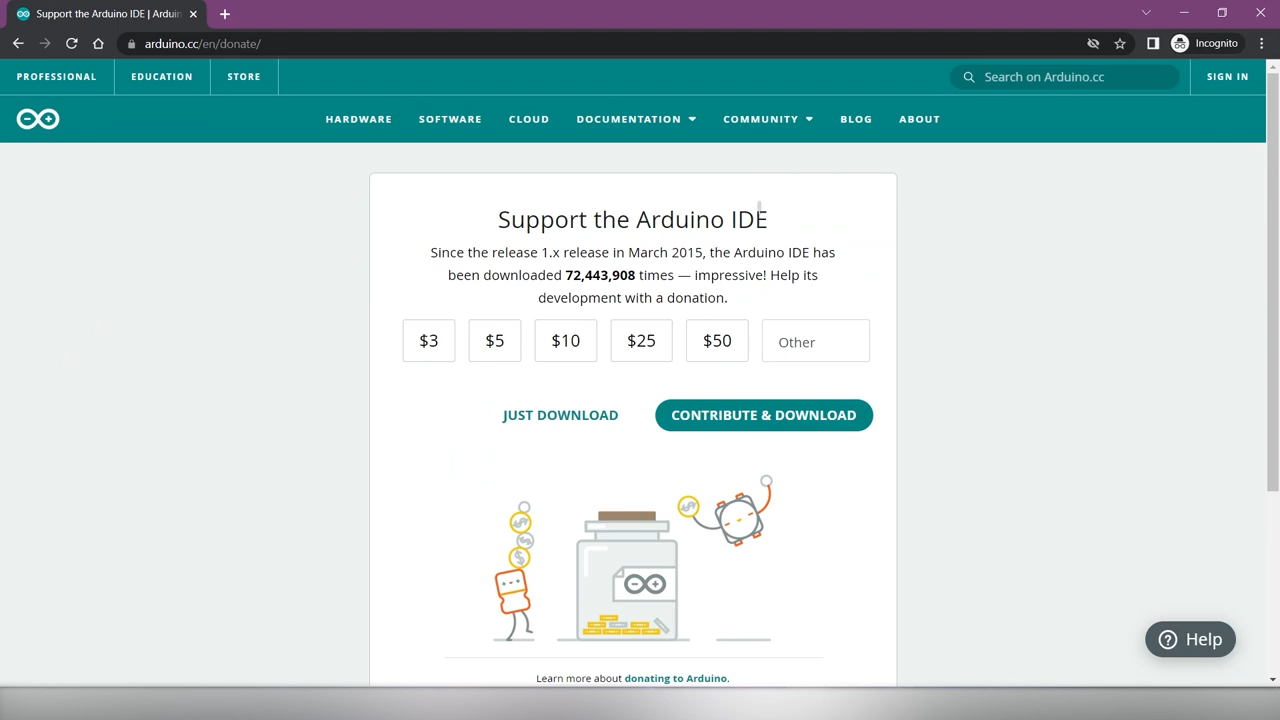 Support the Arduino IDE | Arduin
arduino.cc/en/donate/
Incognito
PROFESSIONAL
EDUCATION
STORE
Search on Arduino.cc
SIGN IN
HARDWARE
SOFTWARE
CLOUD
DOCUMENTATION
COMMUNITY
BLOG
ABOUT
Support the Arduino IDE
Since the release 1.x release in March 2015, the Arduino IDE has
been downloaded 72,443,908 times — impressive! Help its
development with a donation.
$3
$5
$10
$25
$50
Other
JUST DOWNLOAD
CONTRIBUTE & DOWNLOAD
Help
Learn more about donating to Arduino.